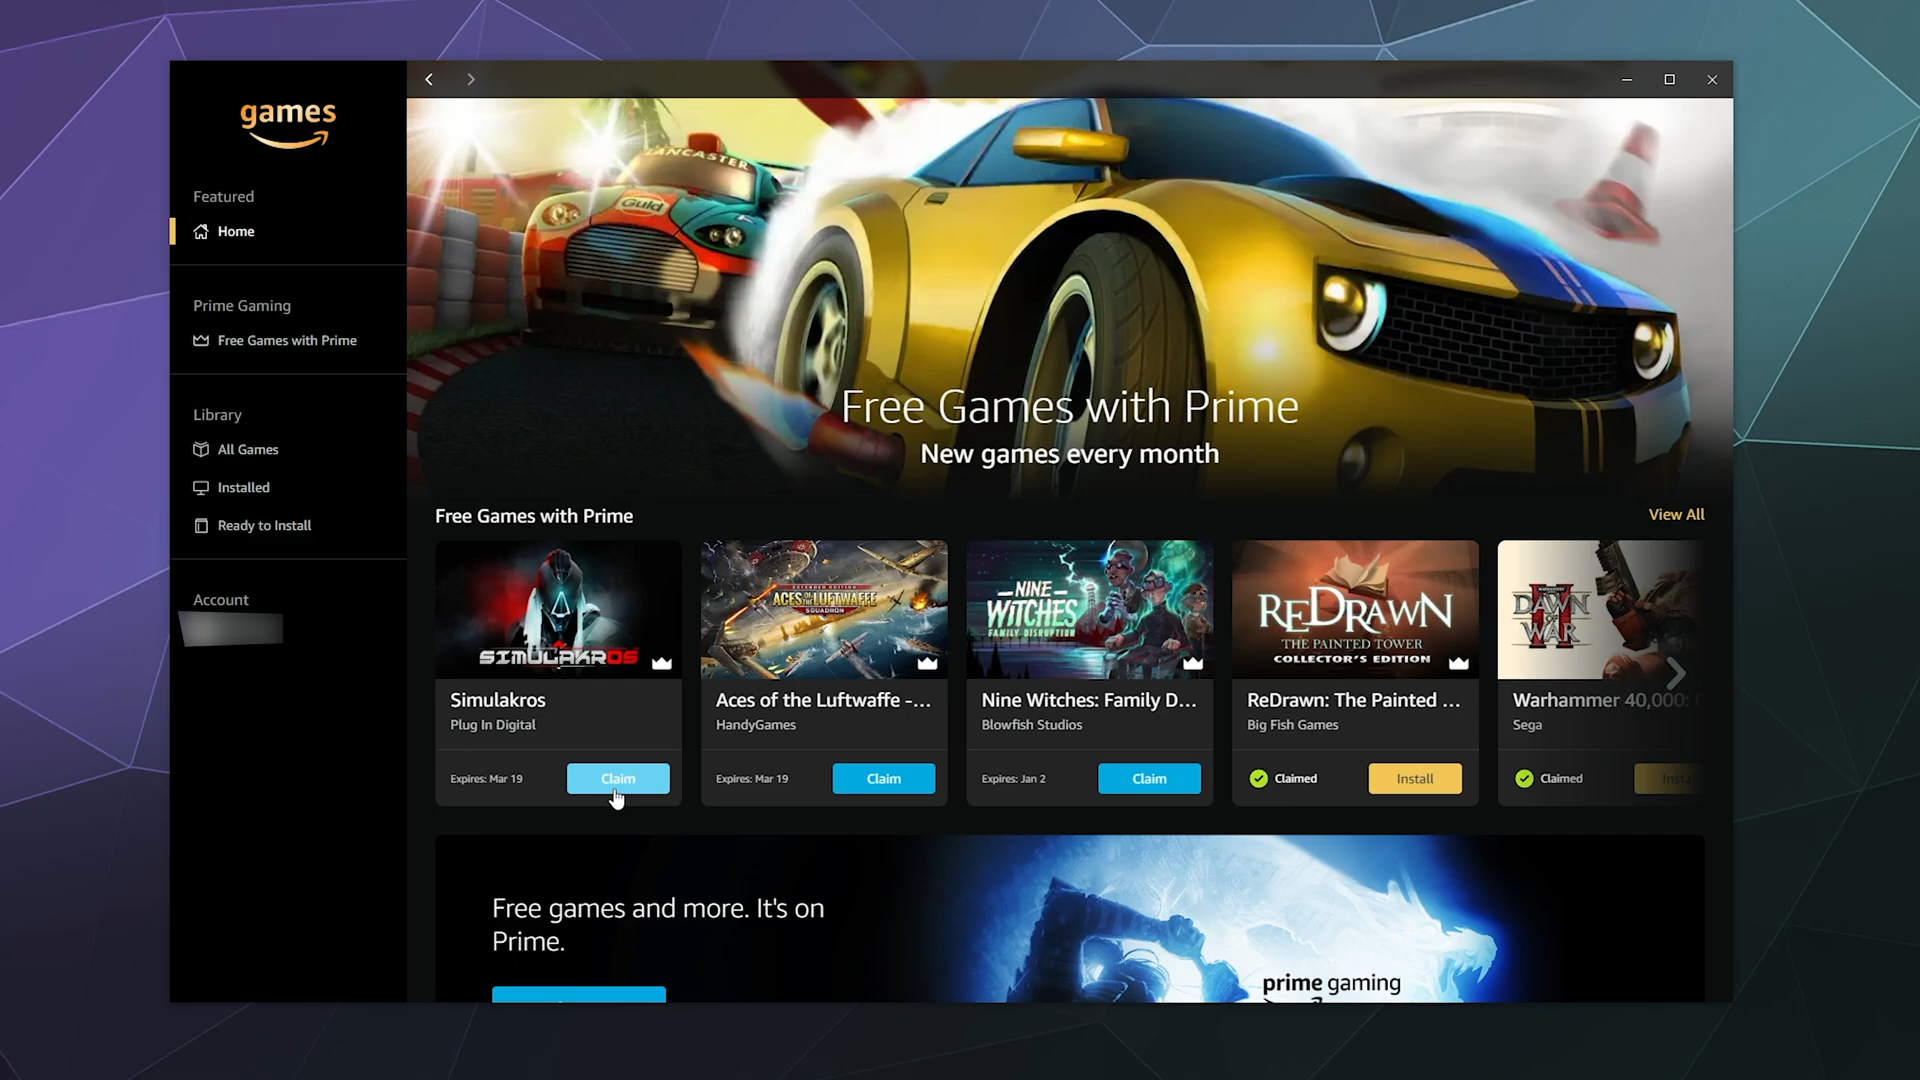 games
Featured
Home
Prime Gaming
Free Games with Prime
Library
All Games
Installed
Ready to Install
Account
LANCASTER
Guld
Free Games with Prime
New games every month
Free Games with Prime
View All
SIMULAKROS
Simulakros
Plug In Digital
Expires: Mar 19
Claim
ACES OF THE LUFTWAFFE
SQUADRON
Aces of the Luftwaffe -...
HandyGames
Expires: Mar 19
Claim
NINE
WITCHES
FAMILY DISRUPTION
Nine Witches: Family D...
Blowfish Studios
Expires: Jan 2
Claim
REDRAWN
THE PAINTED TOWER
COLLECTOR'S EDITION
ReDrawn: The Painted ...
Big Fish Games
Claimed
Install
DAWN
OF
WAR
II
Warhammer 40,000:
Sega
Claimed
Free games and more. It's on
Prime.
prime gaming